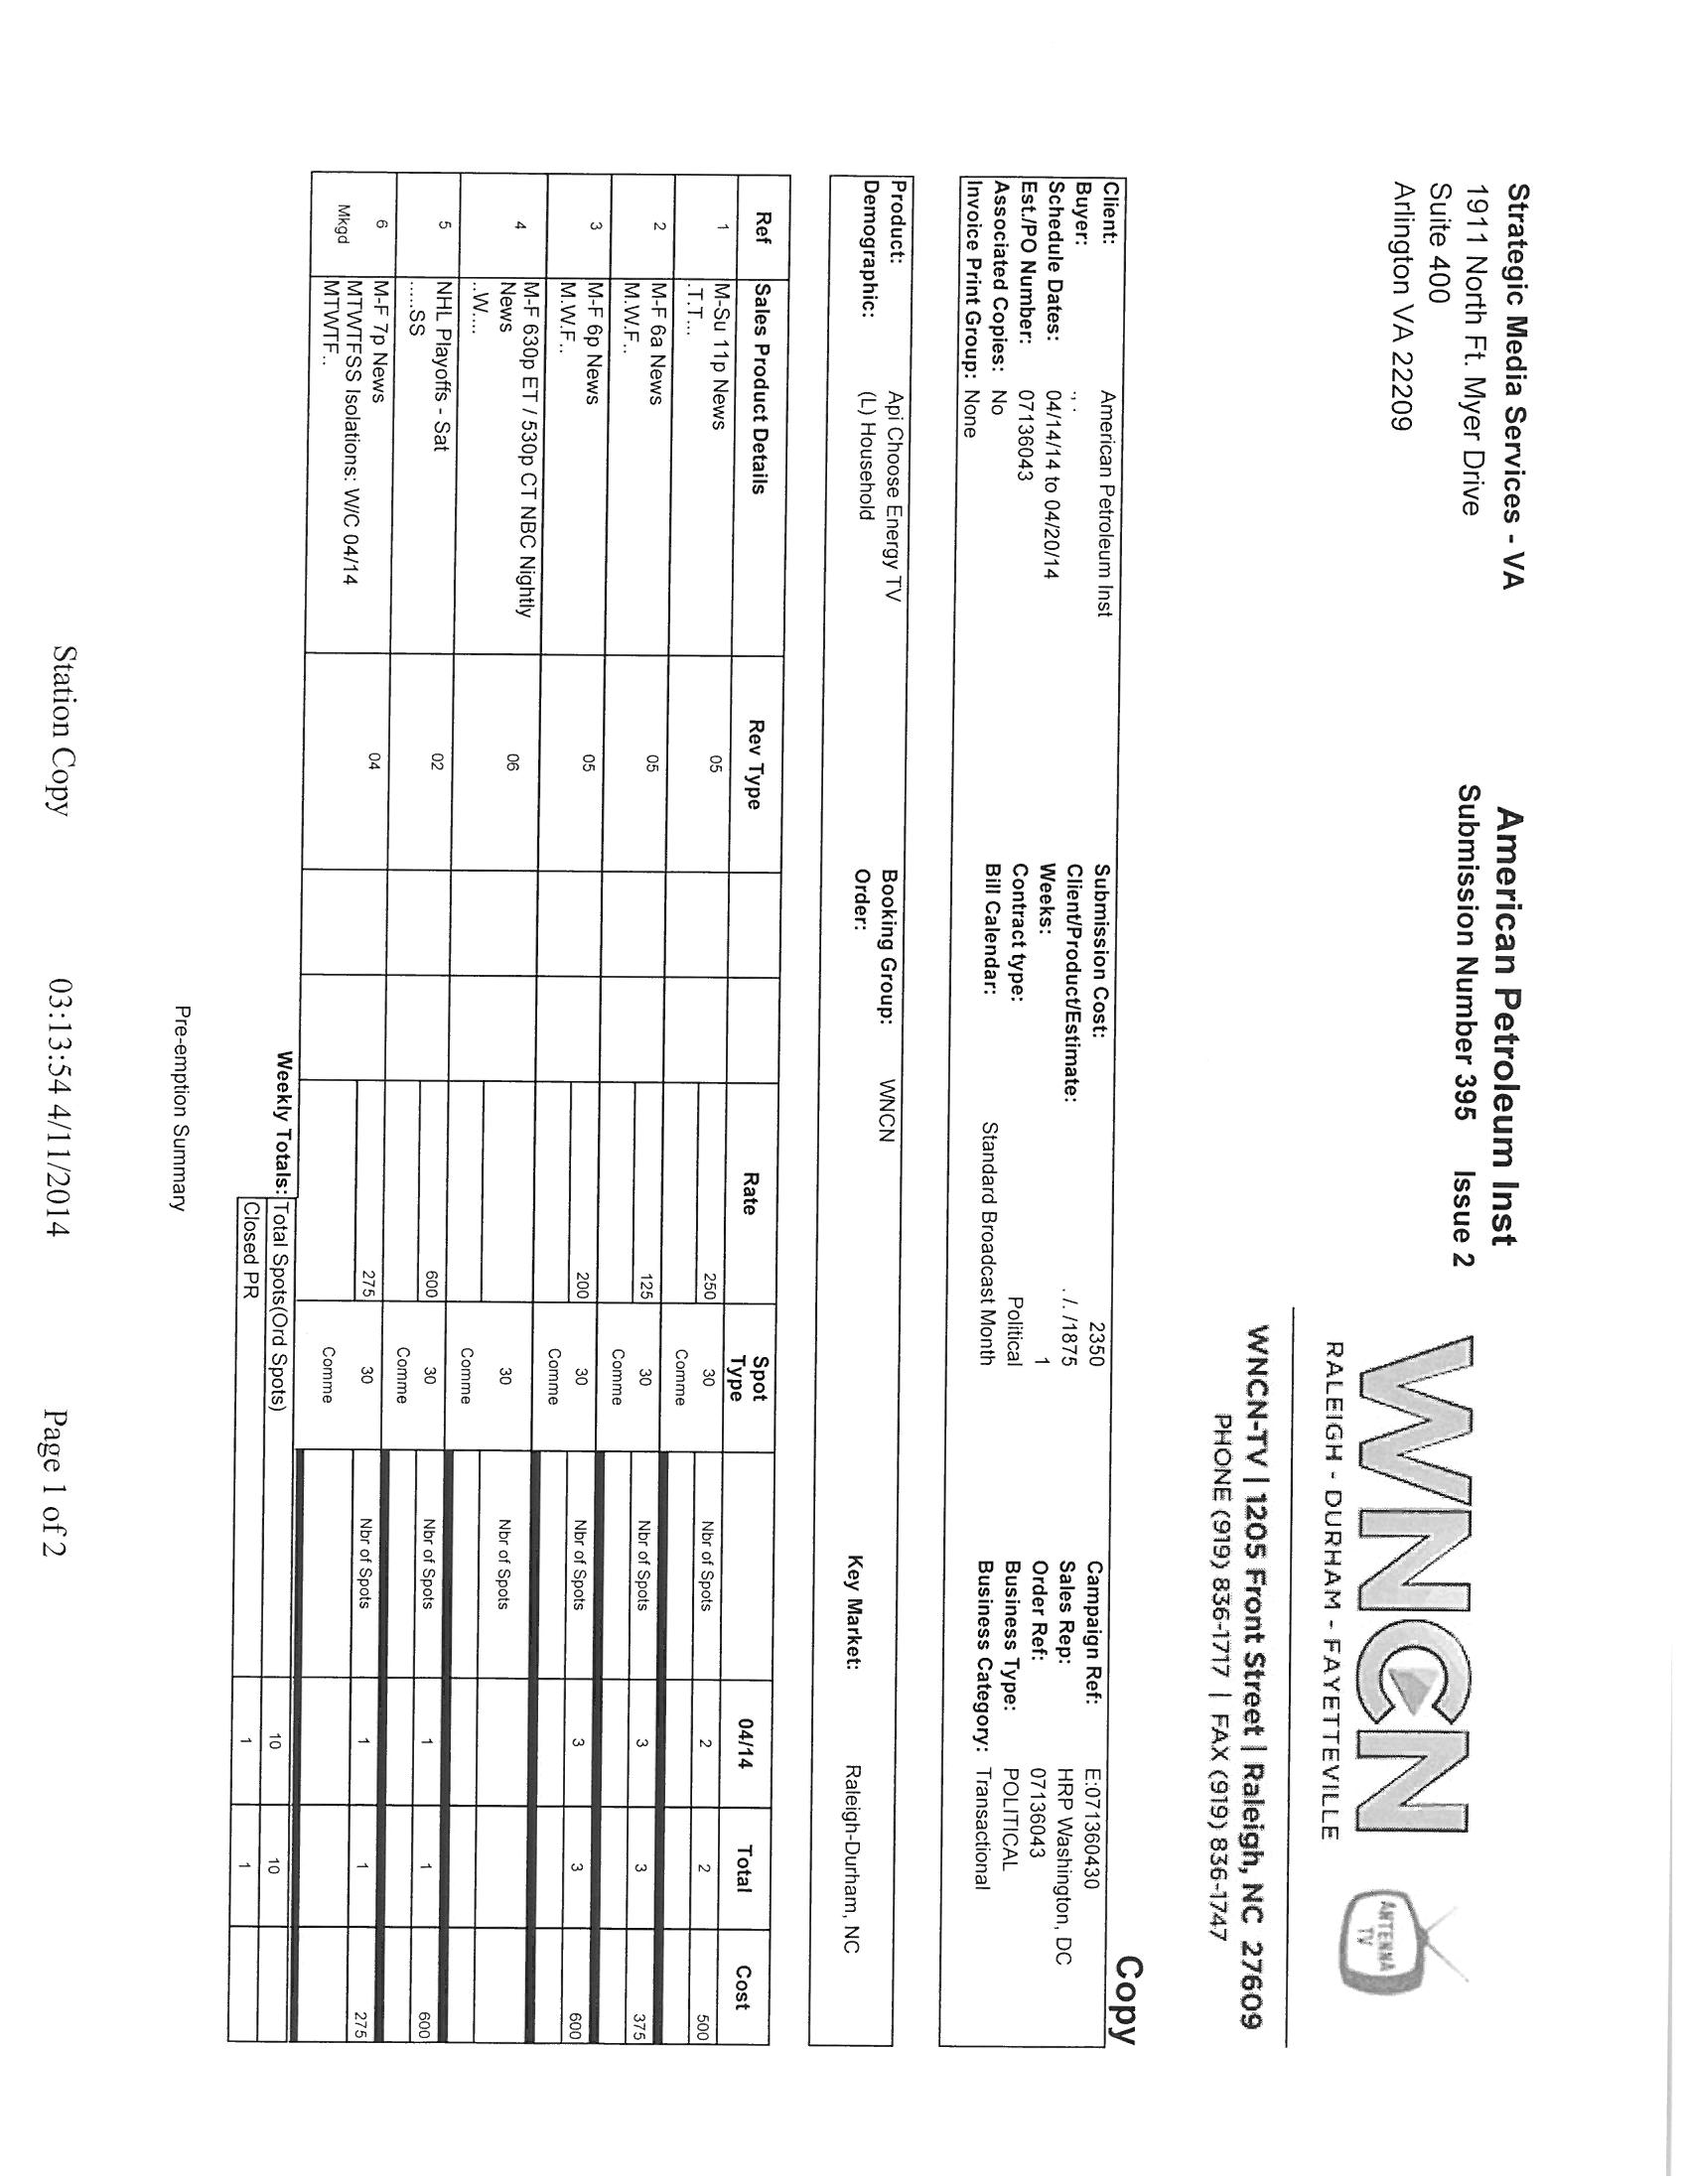 Strategic Media Services - VA
1911 North Ft. Myer Drive
Suite 400
Arlington VA 22209
American Petroleum Inst
Submission Number 395 Issue 2
WNCN
ANTENNA
TV
RALEIGH - DURHAM - FAYETTEVILLE
WNCN-TV | 1205 Front Street | Raleigh, NC 27609
PHONE (919) 836-1717 | FAX (919) 836-1747
Copy
Client: American Petroleum Inst Submission Cost: 2350 Campaign Ref: E:071360430
Buyer: ., . Client/Product/Estimate: ./. /1875 Sales Rep: HRP Washington, DC
Schedule Dates: 04/14/14 to 04/20/14 Weeks: 1 Order Ref: 07136043
Est./PO Number: 07136043 Contract type: Political Business Type: POLITICAL
Associated Copies: No Bill Calendar: Standard Broadcast Month Business Category: Transactional
Invoice Print Group: None
Product: Api Choose Energy TV Booking Group: WNCN
Demographic: (L) Household Order: Key Market: Raleigh-Durham, NC
Ref Sales Product Details Rev Type Rate Spot Type 04/14 Total Cost
1 M-Su 11p News 05 250 30 Nbr of Spots 2 2 500
.T.T... Comme
2 M-F 6a News 05 125 30 Nbr of Spots 3 3 375
M.W.F.. Comme
3 M-F 6p News 05 200 30 Nbr of Spots 3 3 600
M.W.F.. Comme
4 M-F 630p ET / 530p CT NBC Nightly
News 06 30 Nbr of Spots
..W.... Comme
5 NHL Playoffs - Sat 02 600 30 Nbr of Spots 1 1 600
.....SS Comme
6 M-F 7p News 04 275 30 Nbr of Spots 1 1 275
Mkgd MTWTFSS Isolations: W/C 04/14
MTWTF.. Comme
Weekly Totals: Total Spots(Ord Spots) 10 10
Closed PR 1 1
Pre-emption Summary
Station Copy 03:13:54 4/11/2014 Page 1 of 2